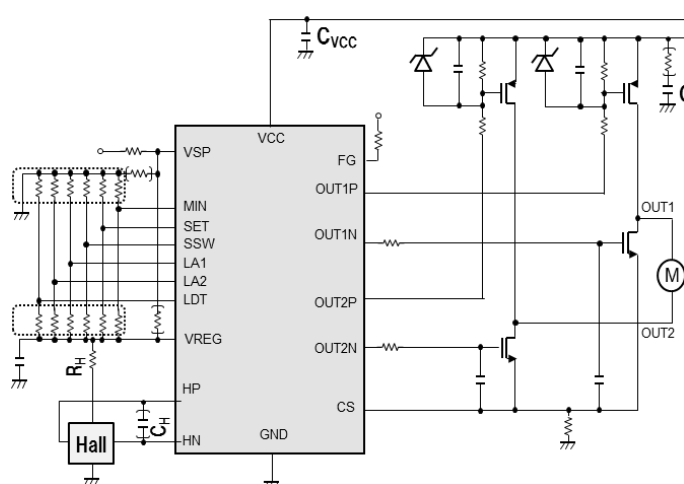 CVCC
C
VCC
VSP
FG
OUT1P
MIN
OUT1
SET
OUT1N
SSW
LA1
M
LA2
LDT
OUT2P
OUT2
VREG
OUT2N
RH
HP
CH
CS
Hall
HN
GND